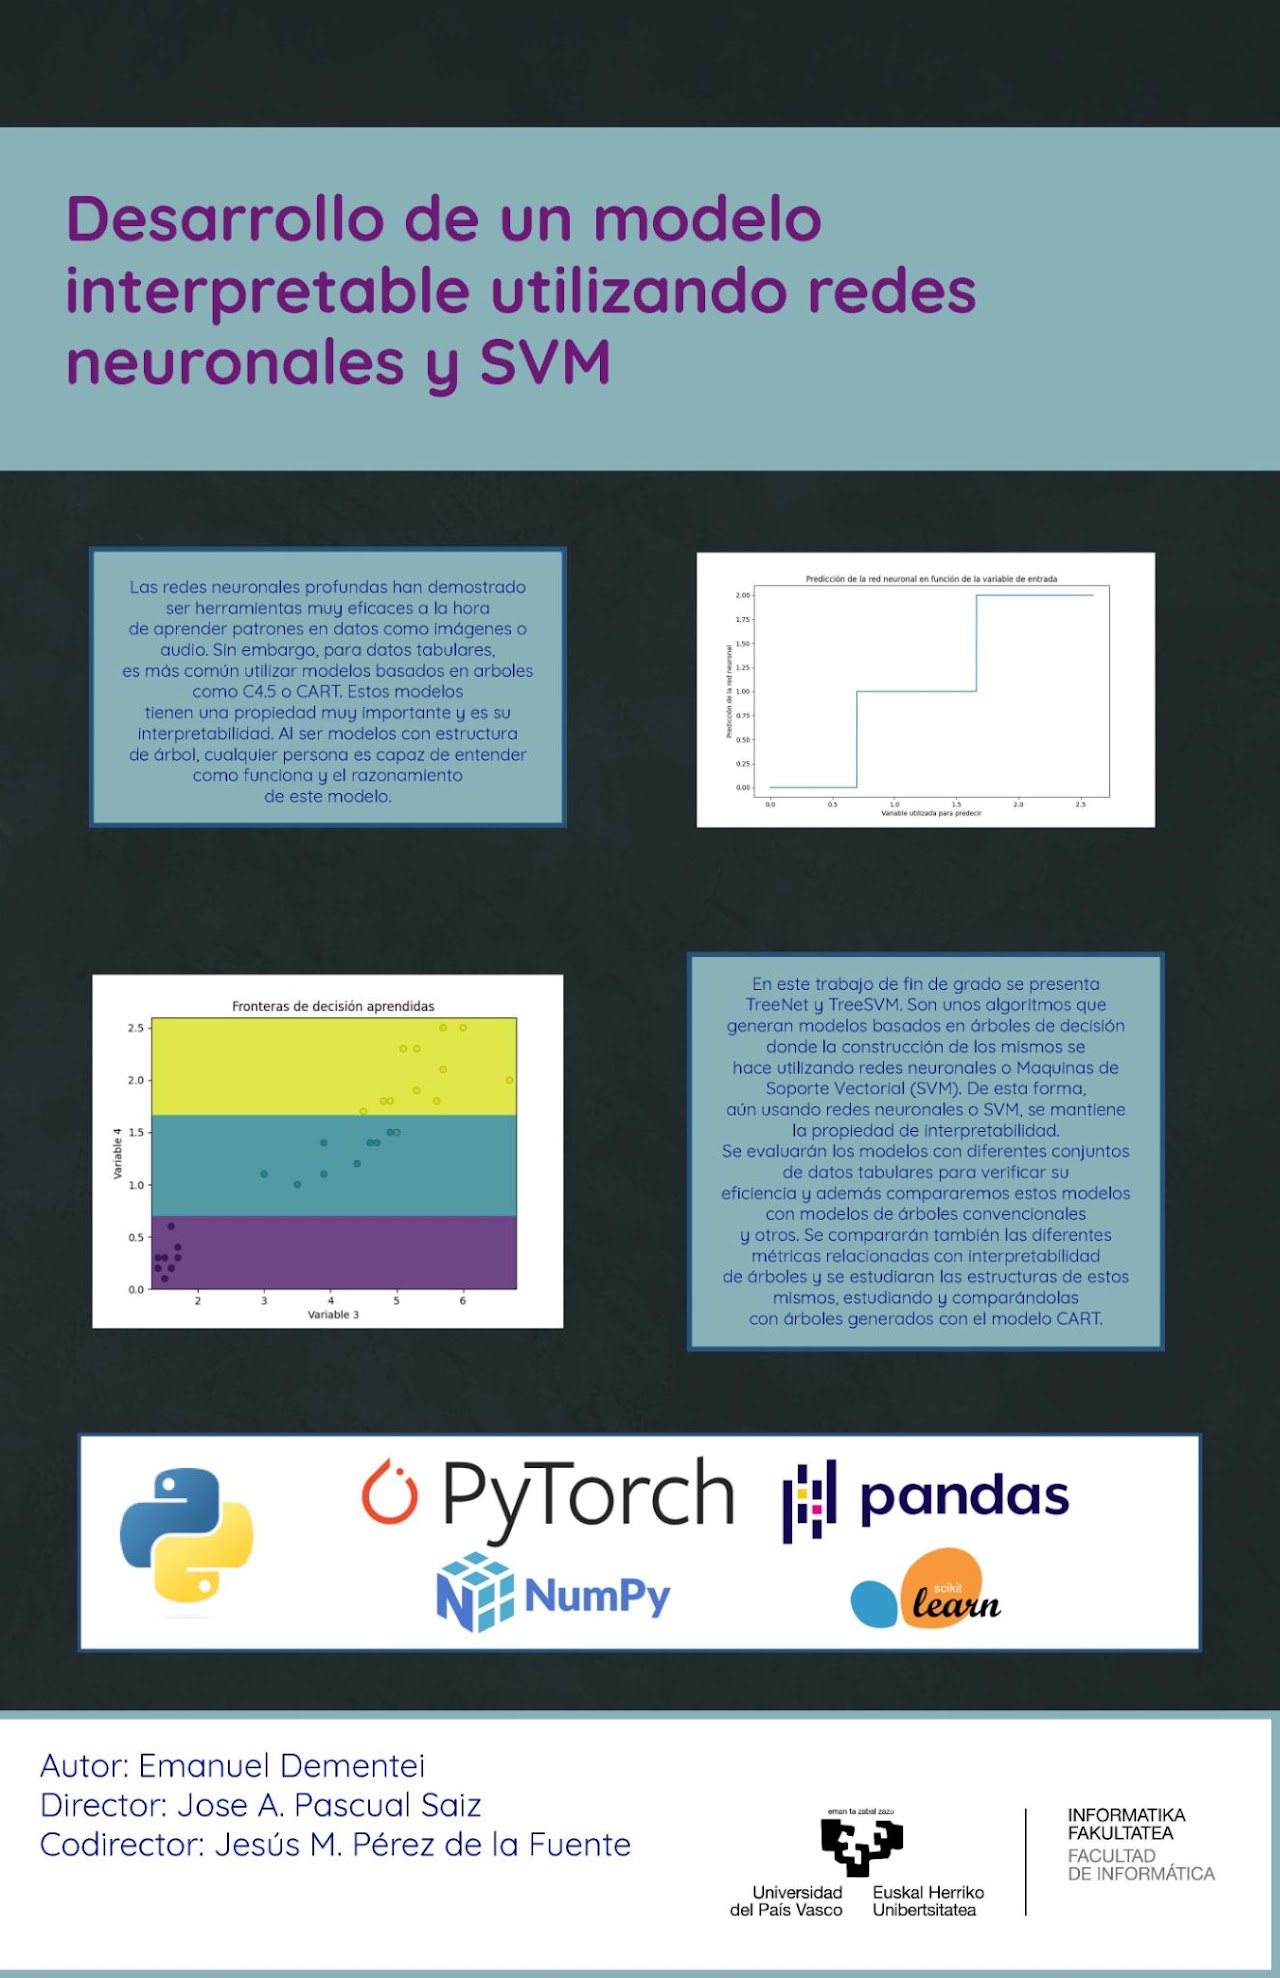 Desarrollo de un modelo
interpretable utilizando redes
neuronales y SVM
Las redes neuronales profundas han demostrado
ser herramientas muy eficaces a la hora
de aprender patrones en datos como imágenes o
audio. Sin embargo, para datos tabulares,
es más común utilizar modelos basados en arboles
como C4.5 o CART. Estos modelos
tienen una propiedad muy importante y es su
interpretabilidad. Al ser modelos con estructura
de árbol, cualquier persona es capaz de entender
como funciona y el razonamiento
de este modelo.
Predicción de la red neuronal en función de la variable de entrada
Predicción de la red neuronal
2.00
1.75
1.50
1.25
1.00
0.75
0.50
0.25
0.00
0.0 0.5 1.0 1.5 2.0 2.5
Variable utilizada para predecir
Fronteras de decisión aprendidas
Variable 4
2.5
2.0
1.5
1.0
0.5
0.0
2 3 4 5 6
Variable 3
En este trabajo de fin de grado se presenta
TreeNet y TreeSVM. Son unos algoritmos que
generan modelos basados en árboles de decisión
donde la construcción de los mismos se
hace utilizando redes neuronales o Maquinas de
Soporte Vectorial (SVM). De esta forma,
aún usando redes neuronales o SVM, se mantiene
la propiedad de interpretabilidad.
Se evaluarán los modelos con diferentes conjuntos
de datos tabulares para verificar su
eficiencia y además compararemos estos modelos
con modelos de árboles convencionales
y otros. Se compararán también las diferentes
métricas relacionadas con interpretabilidad
de árboles y se estudiaran las estructuras de estos
mismos, estudiando y comparándolas
con árboles generados con el modelo CART.
PyTorch
pandas
NumPy
scikit
learn
Autor: Emanuel Dementei
Director: Jose A. Pascual Saiz
Codirector: Jesús M. Pérez de la Fuente
eman ta zabal zazu
Universidad
del País Vasco
Euskal Herriko
Unibertsitatea
INFORMATIKA
FAKULTATEA
FACULTAD
DE INFORMÁTICA